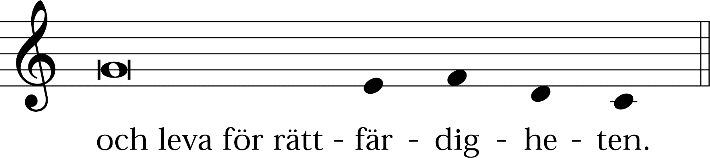 och leva för rätt - fär - dig - he - ten.